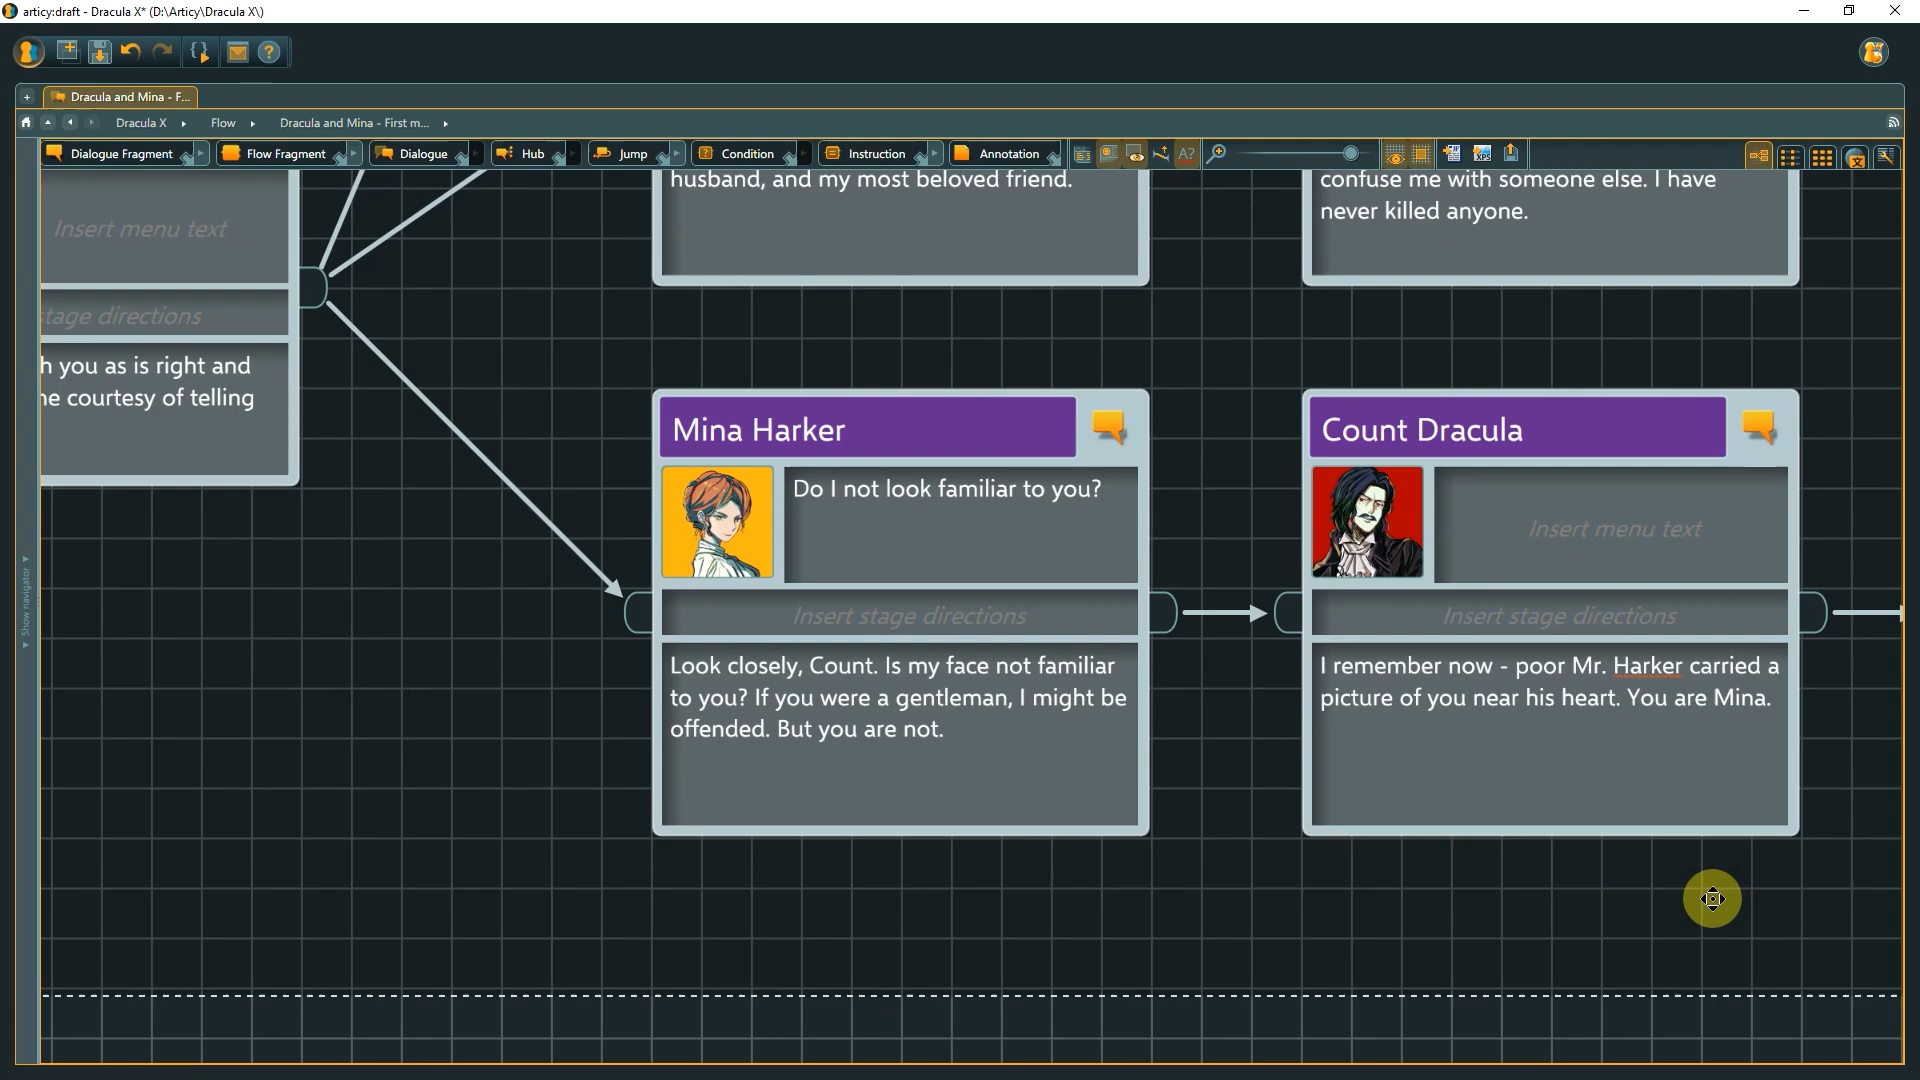 articy:draft - Dracula X* (D:\Articy\Dracula X\)
Dracula and Mina - F...
Dracula X
Flow
Dracula and Mina - First m...
Dialogue Fragment
Flow Fragment
Dialogue
Hub
Jump
Condition
Instruction
Annotation
A?
XPS
Show navigator
Insert menu text
stage directions
h you as is right and
he courtesy of telling
husband, and my most beloved friend.
confuse me with someone else. I have
never killed anyone.
Mina Harker
Do I not look familiar to you?
Insert stage directions
Look closely, Count. Is my face not familiar
to you? If you were a gentleman, I might be
offended. But you are not.
Count Dracula
Insert menu text
Insert stage directions
I remember now - poor Mr. Harker carried a
picture of you near his heart. You are Mina.